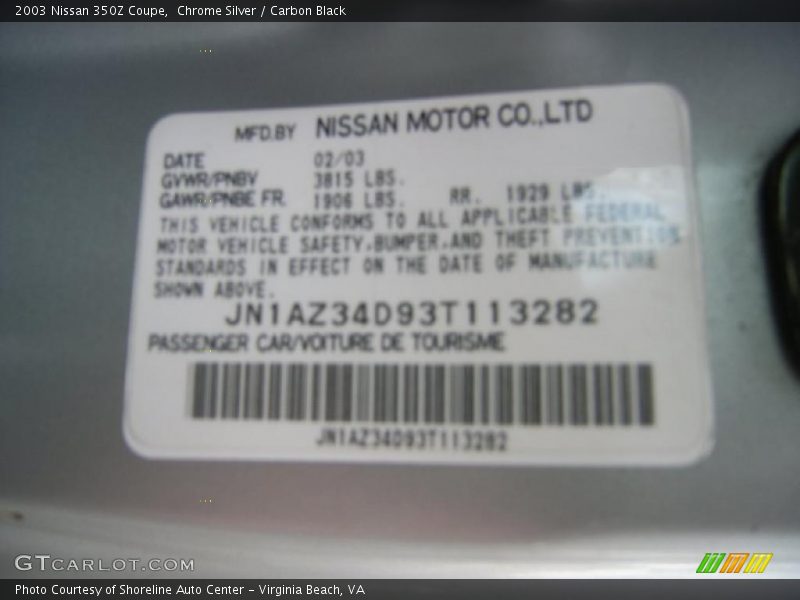 2003 Nissan 350Z Coupe,  Chrome Silver / Carbon Black
MFD.BY NISSAN MOTOR CO.,LTD
DATE 02/03
GVWR/PNBV 3815 LBS.
GAWR/PNBE FR. 1906 LBS. RR. 1929 LBS.
THIS VEHICLE CONFORMS TO ALL APPLICABLE FEDERAL
MOTOR VEHICLE SAFETY,BUMPER,AND THEFT PREVENTION
STANDARDS IN EFFECT ON THE DATE OF MANUFACTURE
SHOWN ABOVE.
JN1AZ34D93T113282
PASSENGER CAR/VOITURE DE TOURISME
JN1AZ34D93T113282
GTCARLOT.COM
Photo Courtesy of Shoreline Auto Center - Virginia Beach, VA